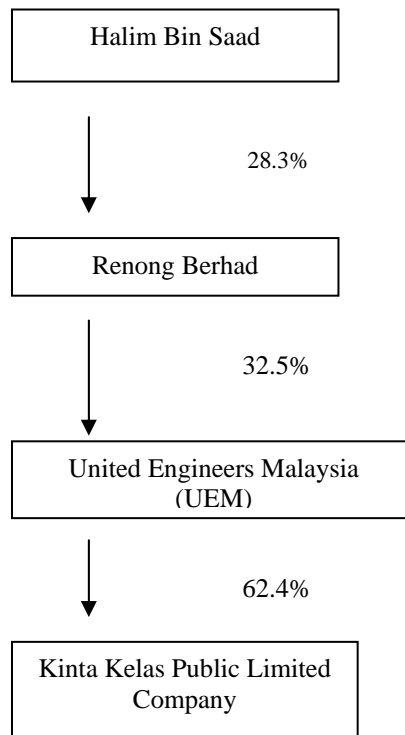 Halim Bin Saad
28.3%
Renong Berhad
32.5%
United Engineers Malaysia
(UEM)
62.4%
Kinta Kelas Public Limited
Company